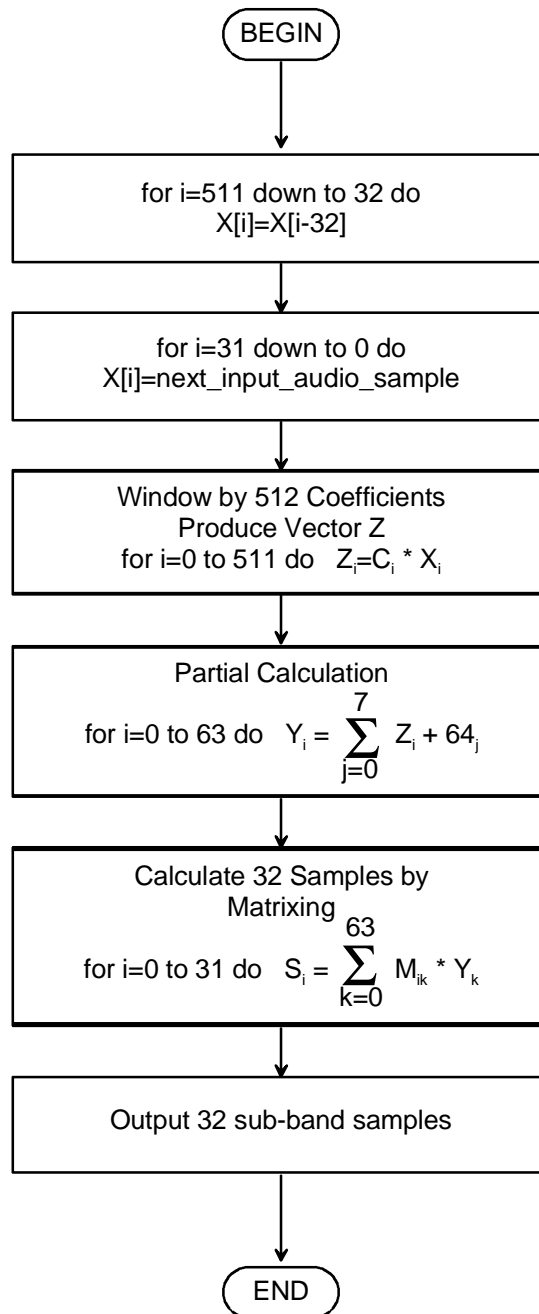 BEGIN
for i=511 down to 32 do
X[i]=X[i-32]
for i=31 down to 0 do
X[i]=next_input_audio_sample
Window by 512 Coefficients
Produce Vector Z
for i=0 to 511 do Zᵢ=Cᵢ * Xᵢ
Partial Calculation
7
for i=0 to 63 do Yᵢ = ∑ Zᵢ + 64ⱼ
j=0
Calculate 32 Samples by
Matrixing
63
for i=0 to 31 do Sᵢ = ∑ Mᵢₖ * Yₖ
k=0
Output 32 sub-band samples
END